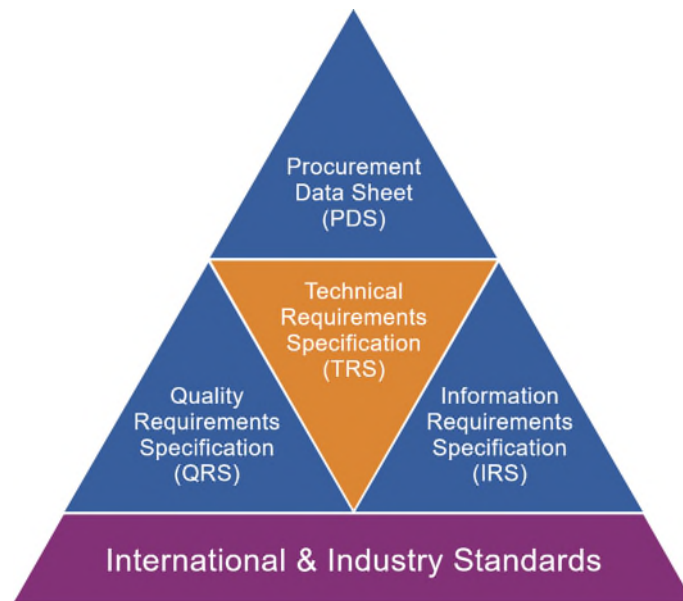 Procurement
Data Sheet
(PDS)
Technical
Requirements
Specification
(TRS)
Quality
Requirements
Specification
(QRS)
Information
Requirements
Specification
(IRS)
International & Industry Standards